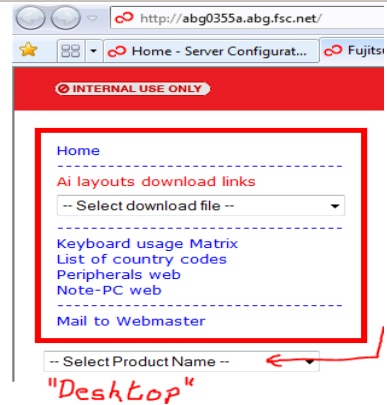 http://abg0355a.abg.fsc.net/
Home - Server Configurat...
Fujitsu
INTERNAL USE ONLY
Home
Ai layouts download links
-- Select download file --
Keyboard usage Matrix
List of country codes
Peripherals web
Note-PC web
Mail to Webmaster
-- Select Product Name --
"Desktop"